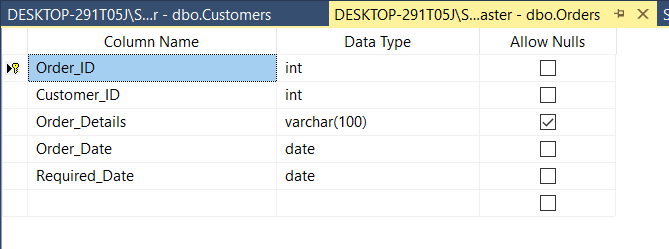 DESKTOP-291T05J\S...r - dbo.Customers DESKTOP-291T05J\S...aster - dbo.Orders
Column Name Data Type Allow Nulls
Order_ID int
Customer_ID int
Order_Details varchar(100)
Order_Date date
Required_Date date